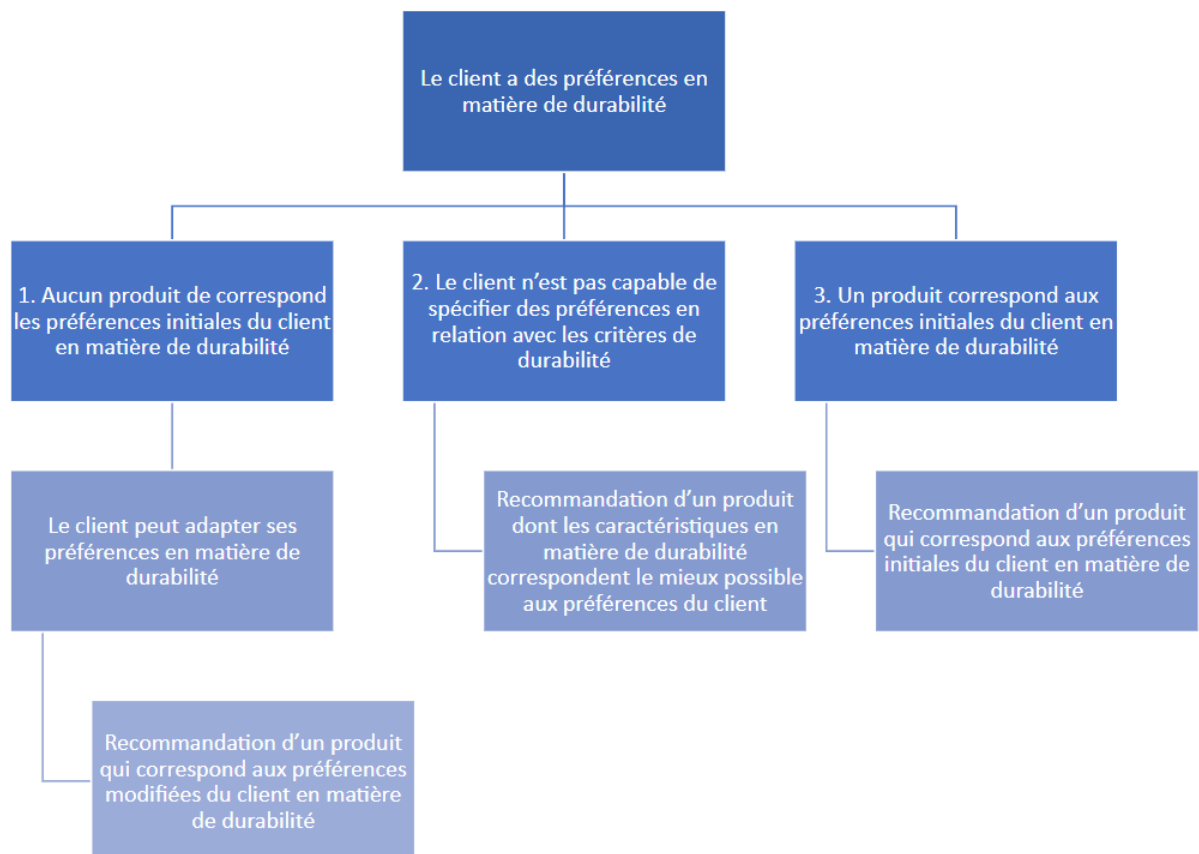 Le client a des préférences en
matière de durabilité
1. Aucun produit de correspond
les préférences initiales du client
en matière de durabilité
2. Le client n’est pas capable de
spécifier des préférences en
relation avec les critères de
durabilité
3. Un produit correspond aux
préférences initiales du client en
matière de durabilité
Le client peut adapter ses
préférences en matière de
durabilité
Recommandation d’un produit
dont les caractéristiques en
matière de durabilité
correspondent le mieux possible
aux préférences du client
Recommandation d’un produit
qui correspond aux préférences
initiales du client en matière de
durabilité
Recommandation d’un produit
qui correspond aux préférences
modifiées du client en matière
de durabilité